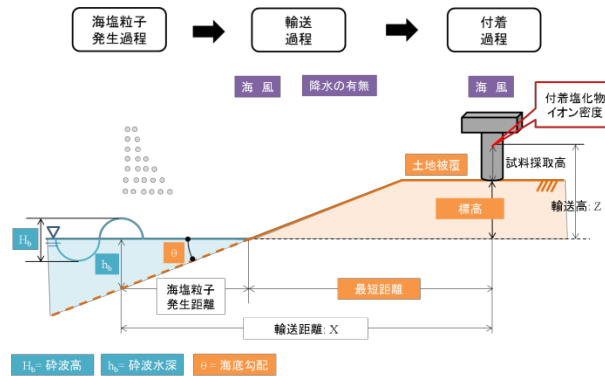 海塩粒子
発生過程
輸送
過程
付着
過程
海 風
降水の有無
海 風
付着塩化物
イオン密度
土地被覆
試料採取高
標高
輸送高: Z
H_b
h_b
θ
海塩粒子
発生距離
最短距離
輸送距離: X
H_b= 砕波高
h_b= 砕波水深
θ = 海底勾配